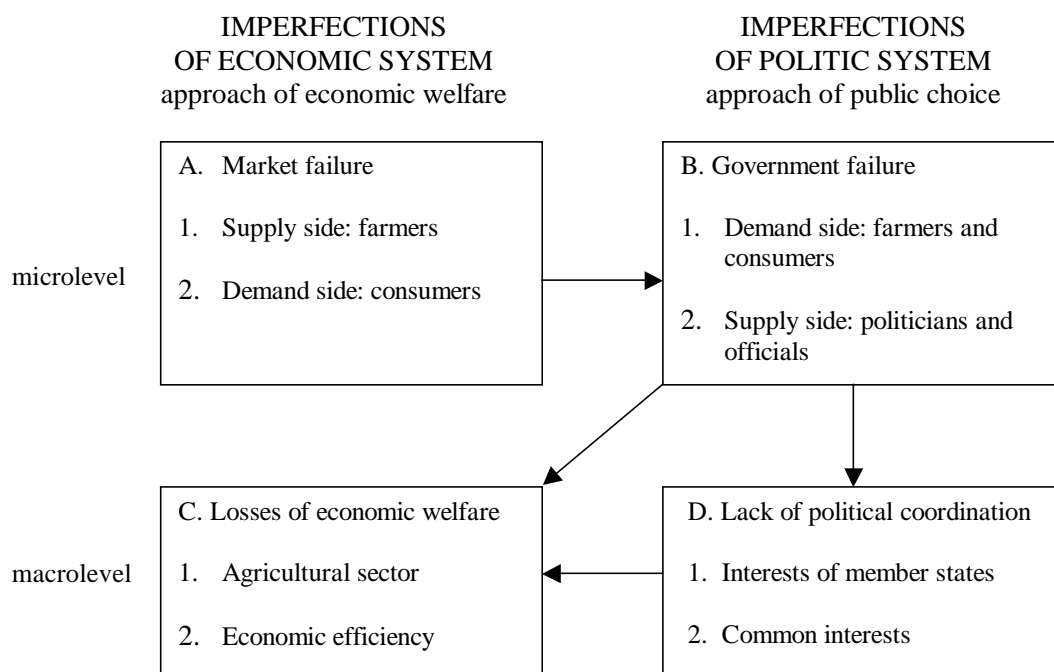 IMPERFECTIONS
OF ECONOMIC SYSTEM
approach of economic welfare
IMPERFECTIONS
OF POLITIC SYSTEM
approach of public choice
microlevel
A. Market failure
1. Supply side: farmers
2. Demand side: consumers
B. Government failure
1. Demand side: farmers and
consumers
2. Supply side: politicians and
officials
macrolevel
C. Losses of economic welfare
1. Agricultural sector
2. Economic efficiency
D. Lack of political coordination
1. Interests of member states
2. Common interests